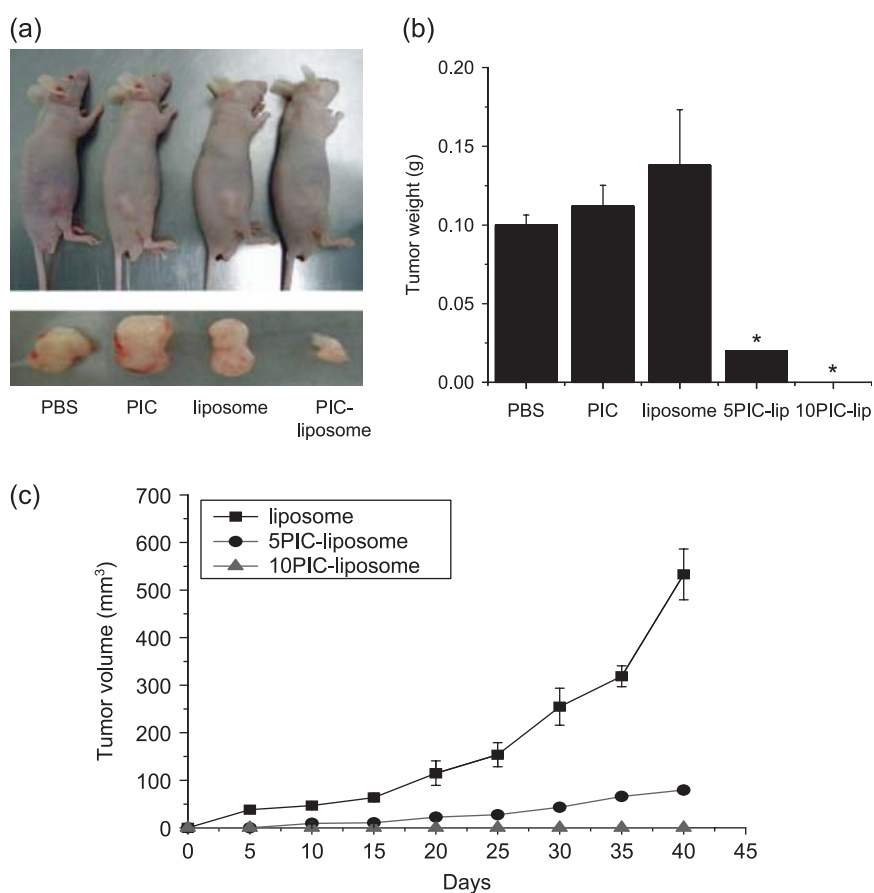 (a)
PBS PIC liposome PIC-
liposome
(b)
Tumor weight (g)
0.20
0.15
0.10
0.05
0.00
* *
PBS PIC liposome 5PIC-lip 10PIC-lip
(c)
Tumor volume (mm³)
700
600
500
400
300
200
100
0
liposome
5PIC-liposome
10PIC-liposome
0 5 10 15 20 25 30 35 40 45
Days